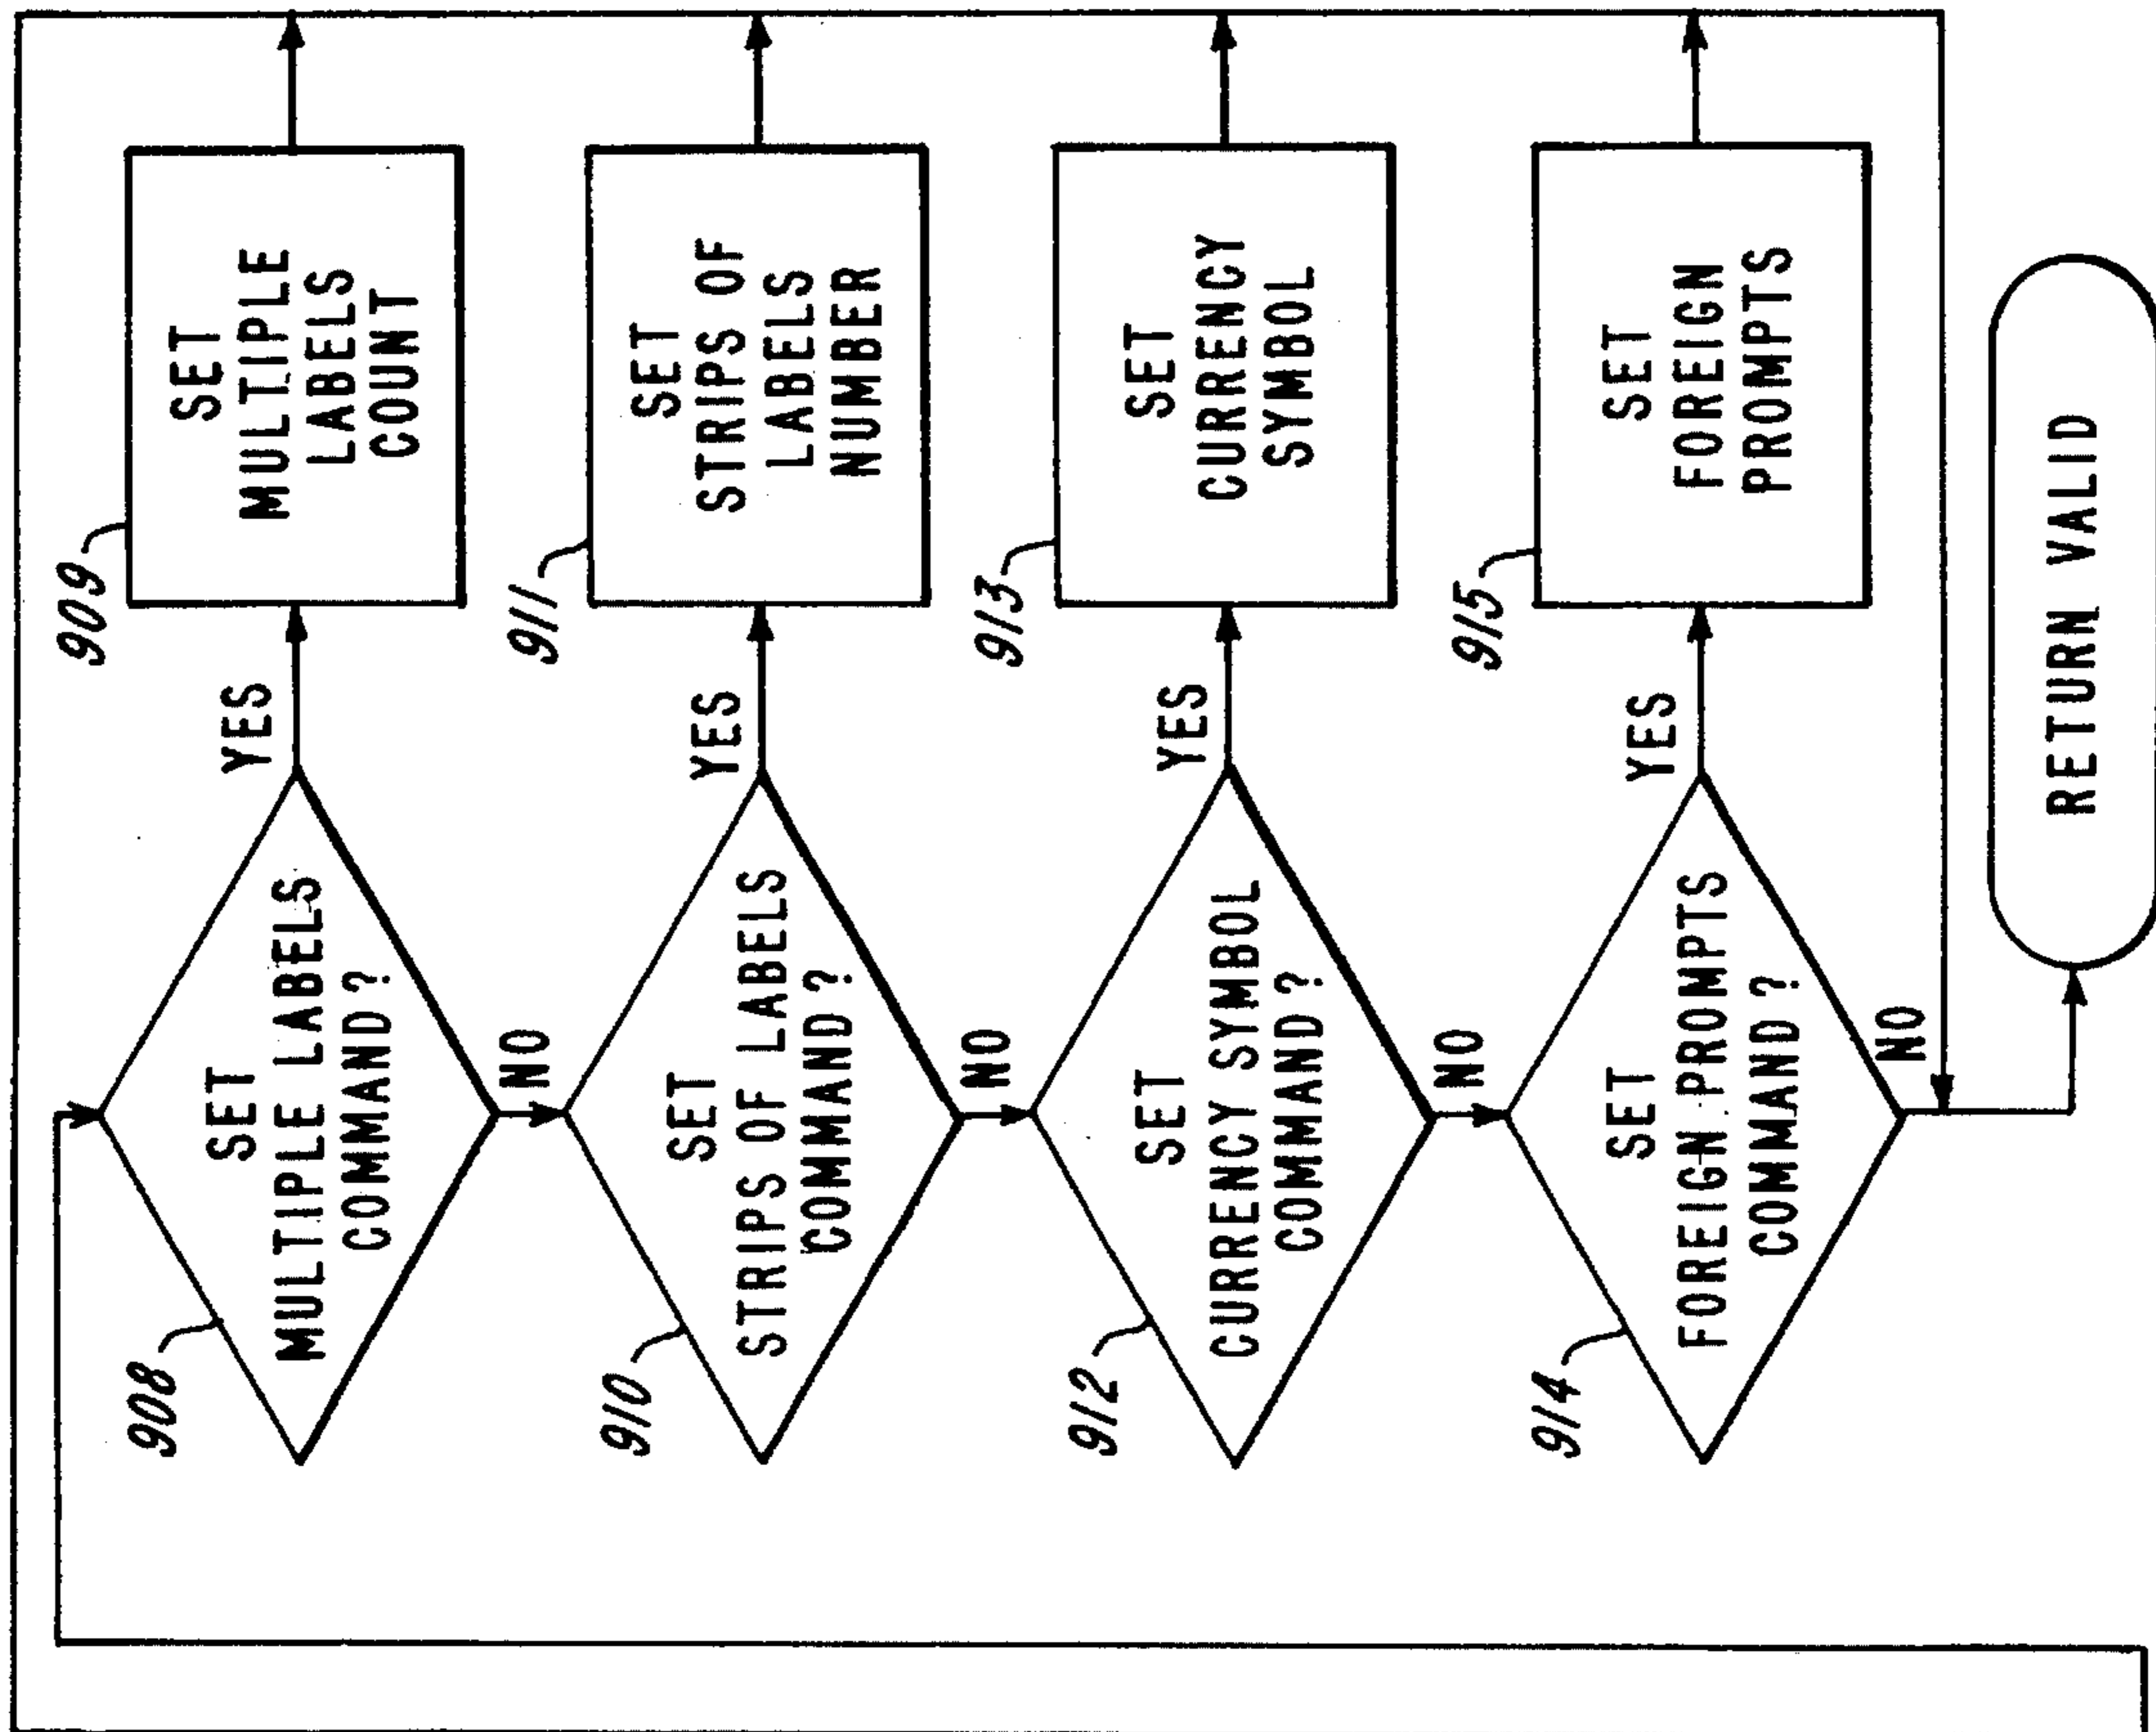 908
SET
MULTIPLE LABELS
COMMAND?
YES
909
SET
MULTIPLE
LABELS
COUNT
NO
910
SET
STRIPS OF LABELS
COMMAND?
YES
911
SET
STRIPS OF
LABELS
NUMBER
NO
912
SET
CURRENCY SYMBOL
COMMAND?
YES
913
SET
CURRENCY
SYMBOL
NO
914
SET
FOREIGN PROMPTS
COMMAND?
YES
915
SET
FOREIGN
PROMPTS
NO
RETURN VALID